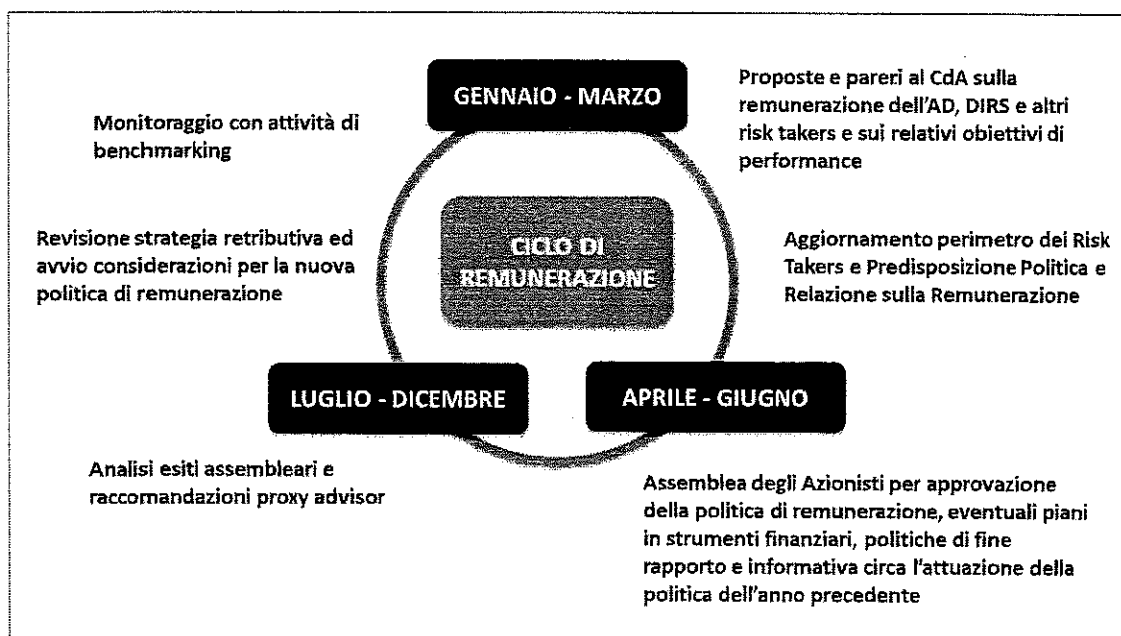 GENNAIO - MARZO
Proposte e pareri al CdA sulla
remunerazione dell'AD, DIRS e altri
risk takers e sui relativi obiettivi di
performance
Monitoraggio con attività di
benchmarking
CICLO DI
REMUNERAZIONE
Revisione strategia retributiva ed
avvio considerazioni per la nuova
politica di remunerazione
Aggiornamento perimetro dei Risk
Takers e Predisposizione Politica e
Relazione sulla Remunerazione
LUGLIO - DICEMBRE
APRILE - GIUGNO
Analisi esiti assembleari e
raccomandazioni proxy advisor
Assemblea degli Azionisti per approvazione
della politica di remunerazione, eventuali piani
in strumenti finanziari, politiche di fine
rapporto e informativa circa l'attuazione della
politica dell'anno precedente